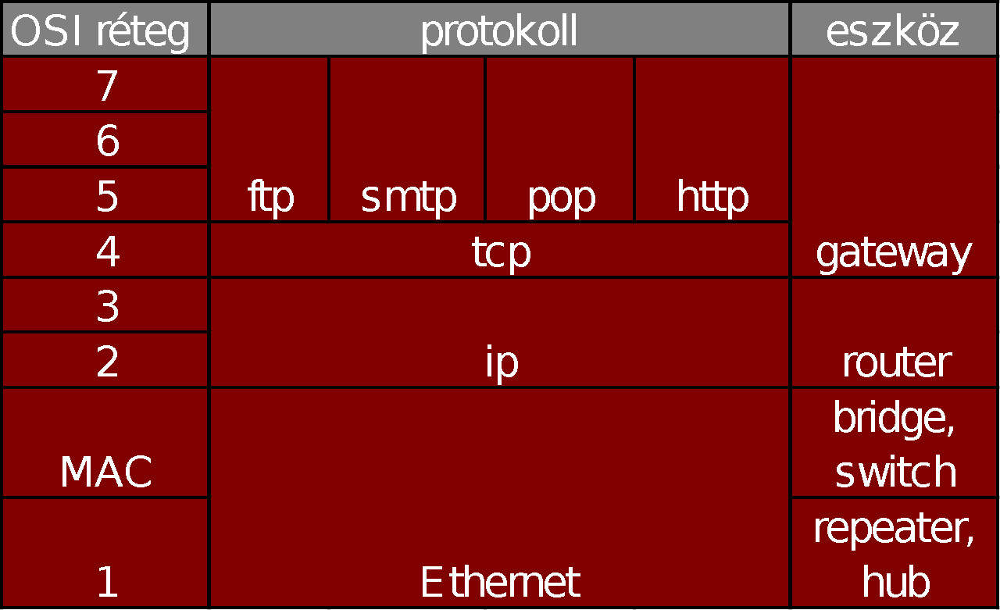 OSI réteg protokoll eszköz
7
6
5 ftp smtp pop http
4 tcp gateway
3
2 ip router
bridge,
MAC switch
repeater,
1 Ethernet hub